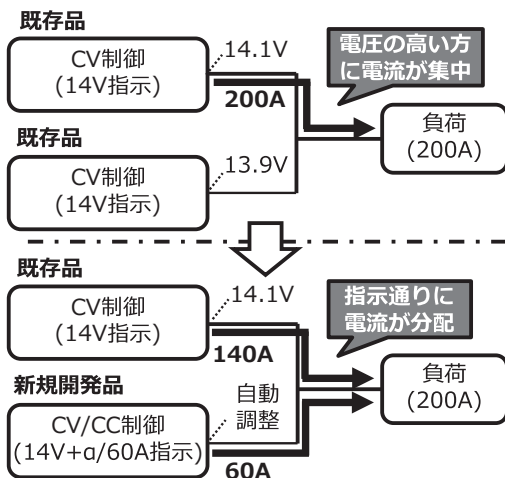 既存品
CV制御
(14V指示)
14.1V
200A
電圧の高い方
に電流が集中
負荷
(200A)
既存品
CV制御
(14V指示)
13.9V
既存品
CV制御
(14V指示)
14.1V
140A
指示通りに
電流が分配
負荷
(200A)
新規開発品
CV/CC制御
(14V+α/60A指示)
自動
調整
60A